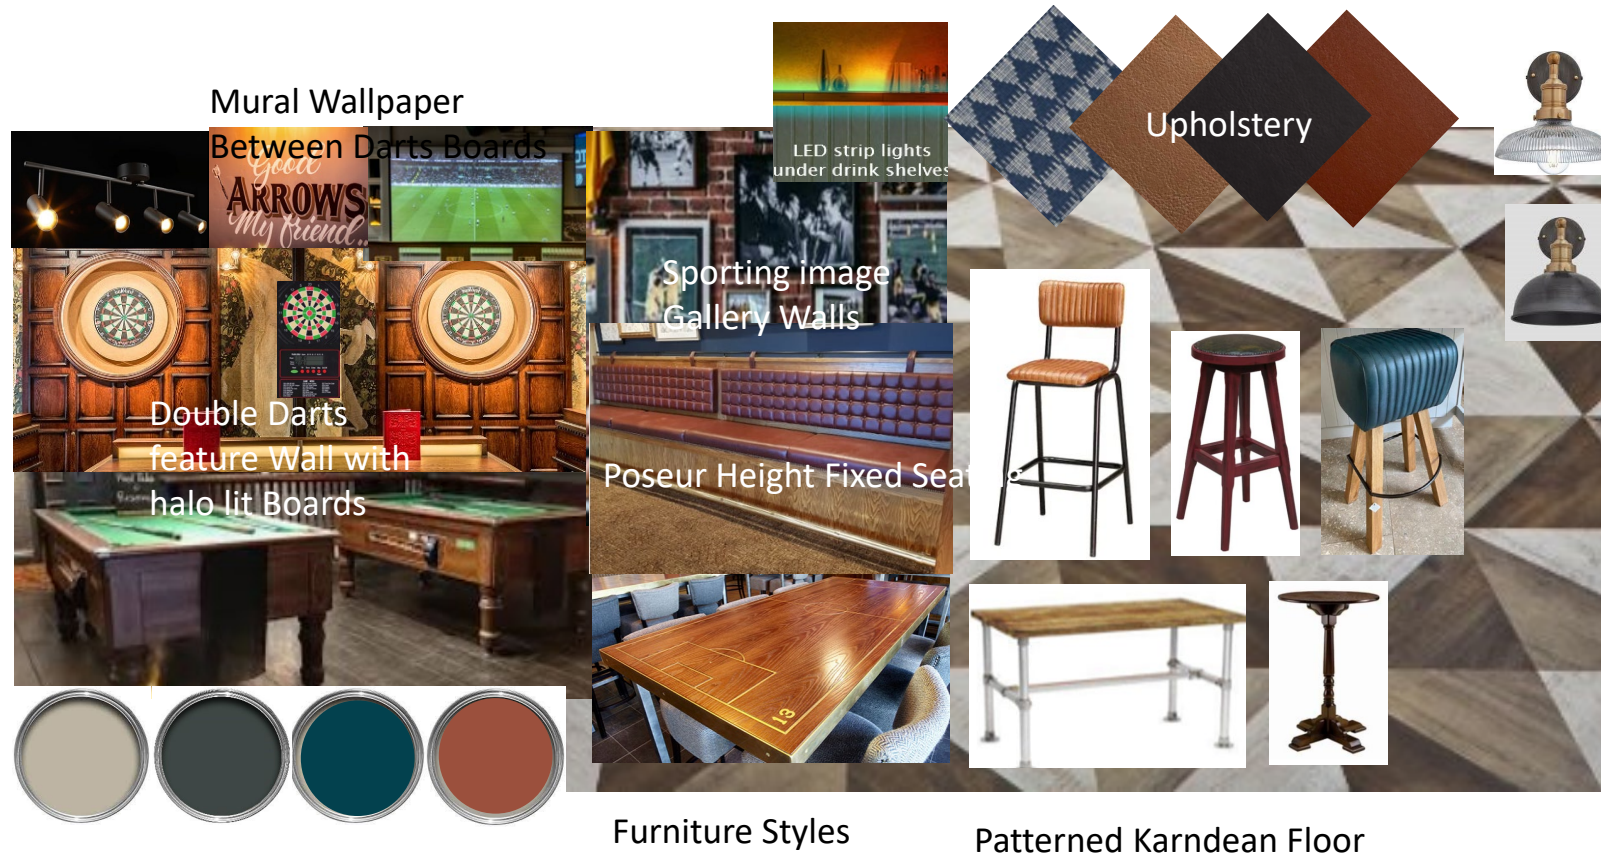 Mural Wallpaper
Between Darts Boards
Good
ARROWS
My friend..
LED strip lights
under drink shelves
Upholstery
Sporting image
Gallery Walls
Double Darts
feature Wall with
halo lit Boards
Poseur Height Fixed Seating
13
Furniture Styles
Patterned Karndean Floor